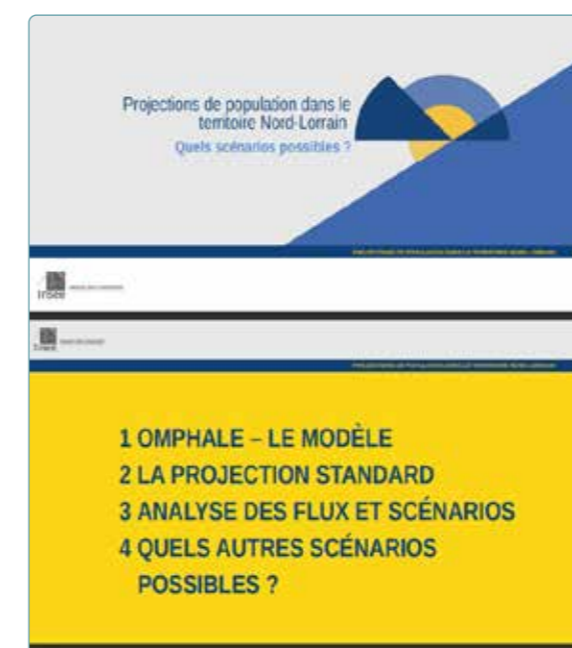 Projections de population dans le
territoire Nord-Lorrain
Quels scénarios possibles ?
Insee
1 OMPHALE – LE MODÈLE
2 LA PROJECTION STANDARD
3 ANALYSE DES FLUX ET SCÉNARIOS
4 QUELS AUTRES SCÉNARIOS
POSSIBLES ?